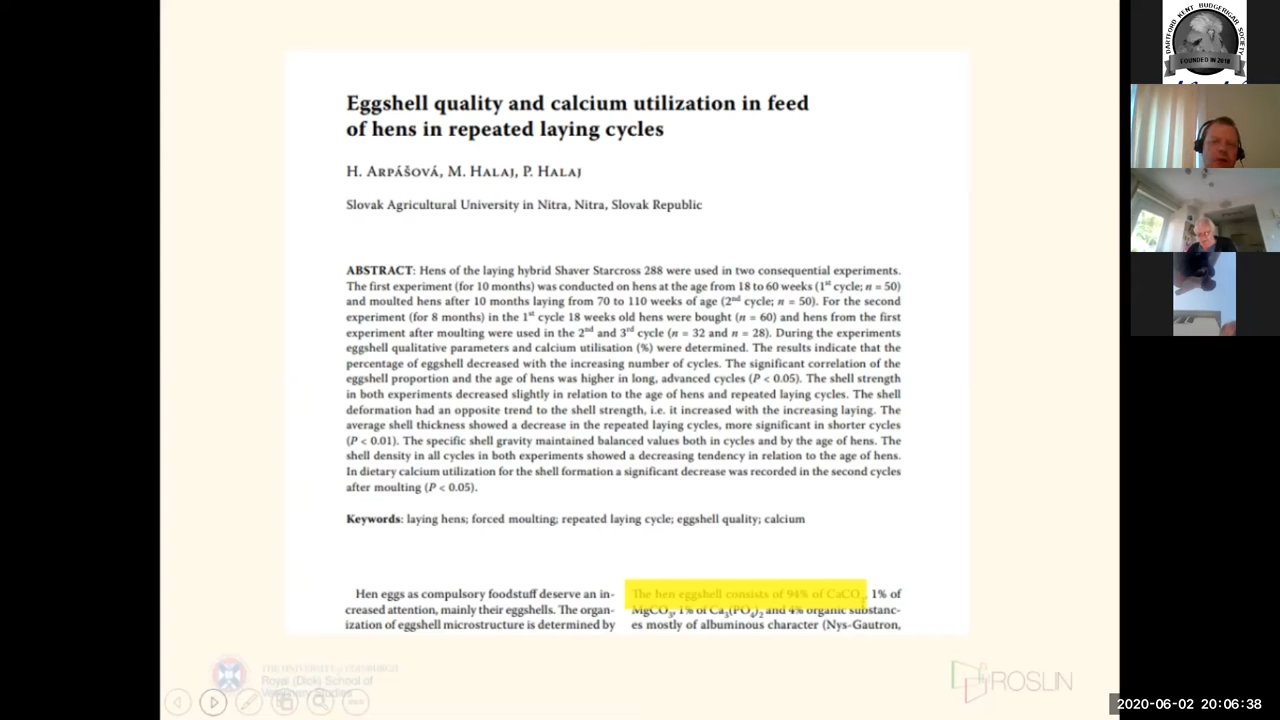 Eggshell quality and calcium utilization in feed
of hens in repeated laying cycles
H. Arpášová, M. Halaj, P. Halaj
Slovak Agricultural University in Nitra, Nitra, Slovak Republic
ABSTRACT: Hens of the laying hybrid Shaver Starcross 288 were used in two consequential experiments.
The first experiment (for 10 months) was conducted on hens at the age from 18 to 60 weeks (1st cycle; n = 50)
and moulted hens after 10 months laying from 70 to 110 weeks of age (2nd cycle; n = 50). For the second
experiment (for 8 months) in the 1st cycle 18 weeks old hens were bought (n = 60) and hens from the first
experiment after moulting were used in the 2nd and 3rd cycle (n = 32 and n = 28). During the experiments
eggshell qualitative parameters and calcium utilisation (%) were determined. The results indicate that the
percentage of eggshell decreased with the increasing number of cycles. The significant correlation of the
eggshell proportion and the age of hens was higher in long, advanced cycles (P < 0.05). The shell strength
in both experiments decreased slightly in relation to the age of hens and repeated laying cycles. The shell
deformation had an opposite trend to the shell strength, i.e. it increased with the increasing laying. The
average shell thickness showed a decrease in the repeated laying cycles, more significant in shorter cycles
(P < 0.01). The specific shell gravity maintained balanced values both in cycles and by the age of hens. The
shell density in all cycles in both experiments showed a decreasing tendency in relation to the age of hens.
In dietary calcium utilization for the shell formation a significant decrease was recorded in the second cycles
after moulting (P < 0.05).
Keywords: laying hens; forced moulting; repeated laying cycle; eggshell quality; calcium
Hen eggs as compulsory foodstuff deserve an in-
creased attention, mainly their eggshells. The organ-
ization of eggshell microstructure is determined by
The hen eggshell consists of 94% of CaCO3, 1% of
MgCO3, 1% of Ca3(PO4)2 and 4% organic substanc-
es mostly of albuminous character (Nys-Gautron,
THE UNIVERSITY of EDINBURGH
Royal (Dick) School of
Veterinary Studies
ROSLIN
DARTFORD KENT BUDGERIGAR SOCIETY
FOUNDED IN 2018
2020-06-02 20:06:38